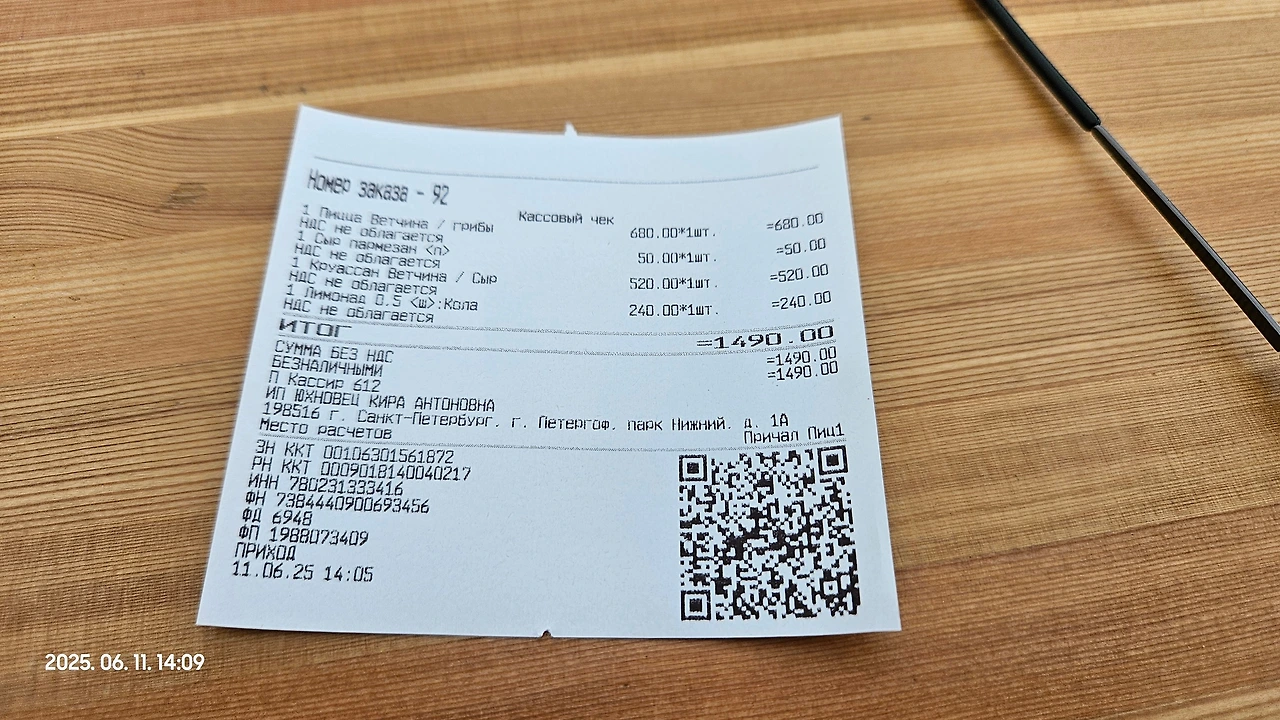 Номер заказа - 92
Кассовый чек
1 Пицца Ветчина / грибы
680.00*1шт. =680.00
НДС не облагается
1 Сыр пармезан <п>
50.00*1шт. =50.00
НДС не облагается
1 Круассан Ветчина / Сыр
520.00*1шт. =520.00
НДС не облагается
1 Лимонад 0.5 <ш>:Кола
240.00*1шт. =240.00
НДС не облагается
ИТОГ =1490.00
СУММА БЕЗ НДС =1490.00
БЕЗНАЛИЧНЫМИ =1490.00
П Кассир 612
ИП ЮХНОВЕЦ КИРА АНТОНОВНА
198516 г. Санкт-Петербург, г. Петергоф, парк Нижний, д. 1А
Место расчетов Причал Пиц1
ЗН ККТ 00106301561872
РН ККТ 0009018140040217
ИНН 780231333416
ФН 7384440900693456
ФД 6948
ФП 1988073409
ПРИХОД
11.06.25 14:05
2025. 06. 11. 14:09